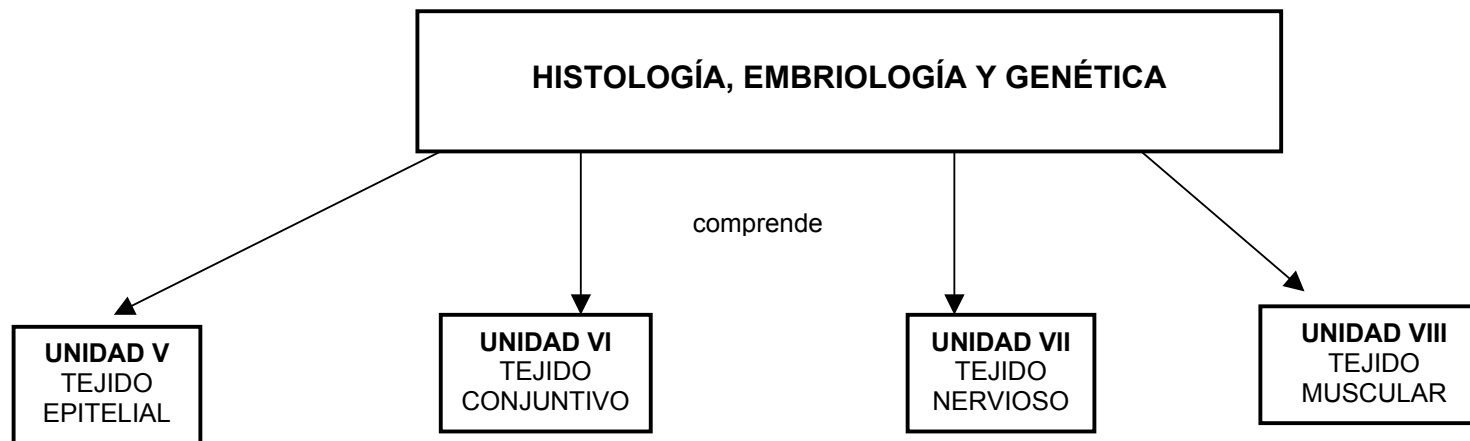 HISTOLOGÍA, EMBRIOLOGÍA Y GENÉTICA
comprende
UNIDAD V
TEJIDO
EPITELIAL
UNIDAD VI
TEJIDO
CONJUNTIVO
UNIDAD VII
TEJIDO
NERVIOSO
UNIDAD VIII
TEJIDO
MUSCULAR